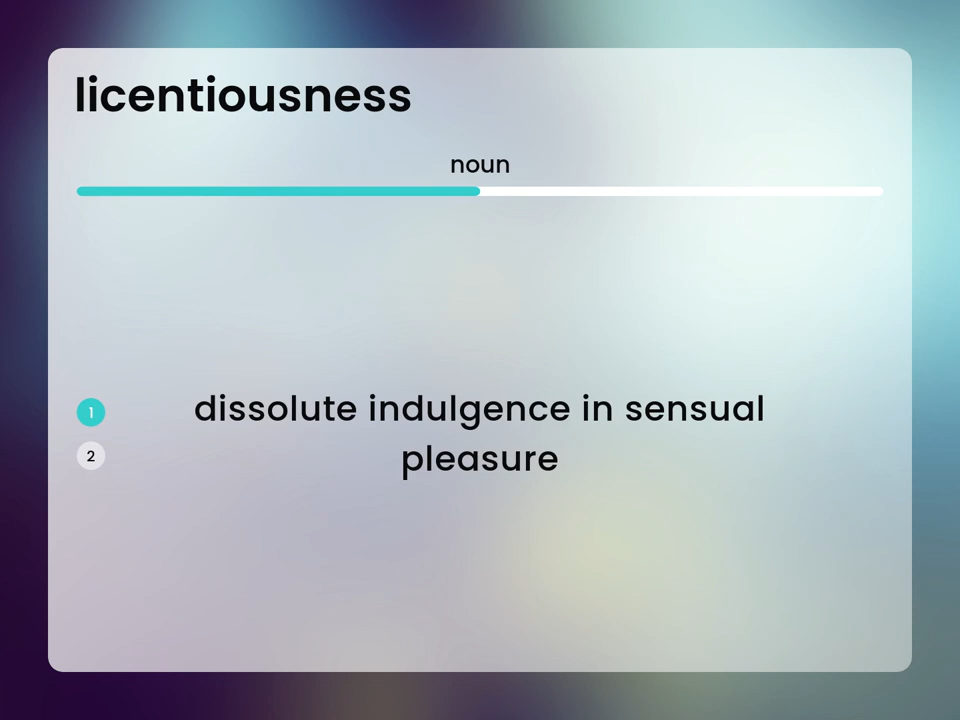 licentiousness
noun
1
dissolute indulgence in sensual
pleasure
2